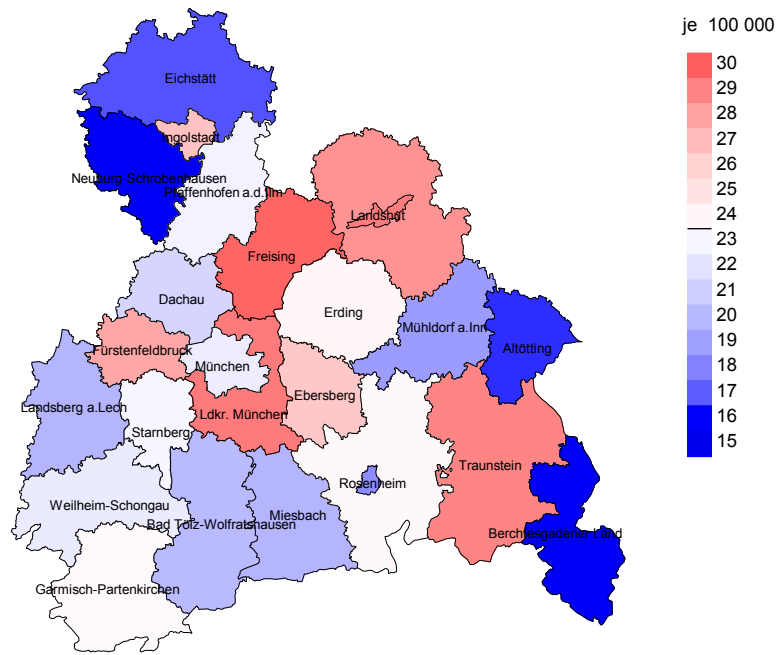 je 100 000
30
29
28
27
26
25
24
23
22
21
20
19
18
17
16
15
Eichstätt
Ingolstadt
Neuburg-Schrobenhausen
Pfaffenhofen a.d.Ilm
Landshut
Freising
Dachau
Erding
Mühldorf a.Inn
Altötting
Fürstenfeldbruck
München
Ebersberg
Landsberg a.Lech
Ldkr. München
Starnberg
Traunstein
Rosenheim
Weilheim-Schongau
Miesbach
Bad Tölz-Wolfratshausen
Berchtesgadener Land
Garmisch-Partenkirchen